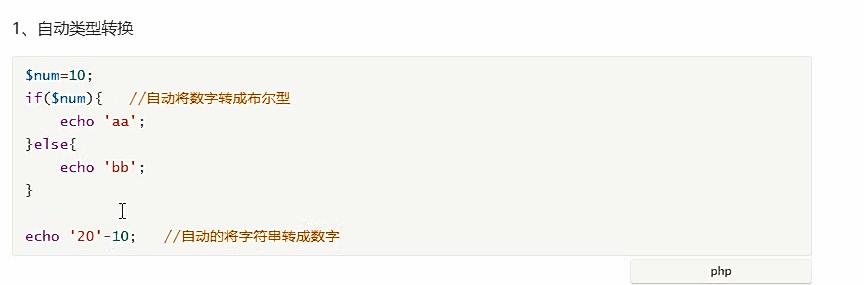 1、自动类型转换
$num=10;
if($num){   //自动将数字转成布尔型
    echo 'aa';
}else{
    echo 'bb';
}
echo '20'-10;   //自动的将字符串转成数字
php